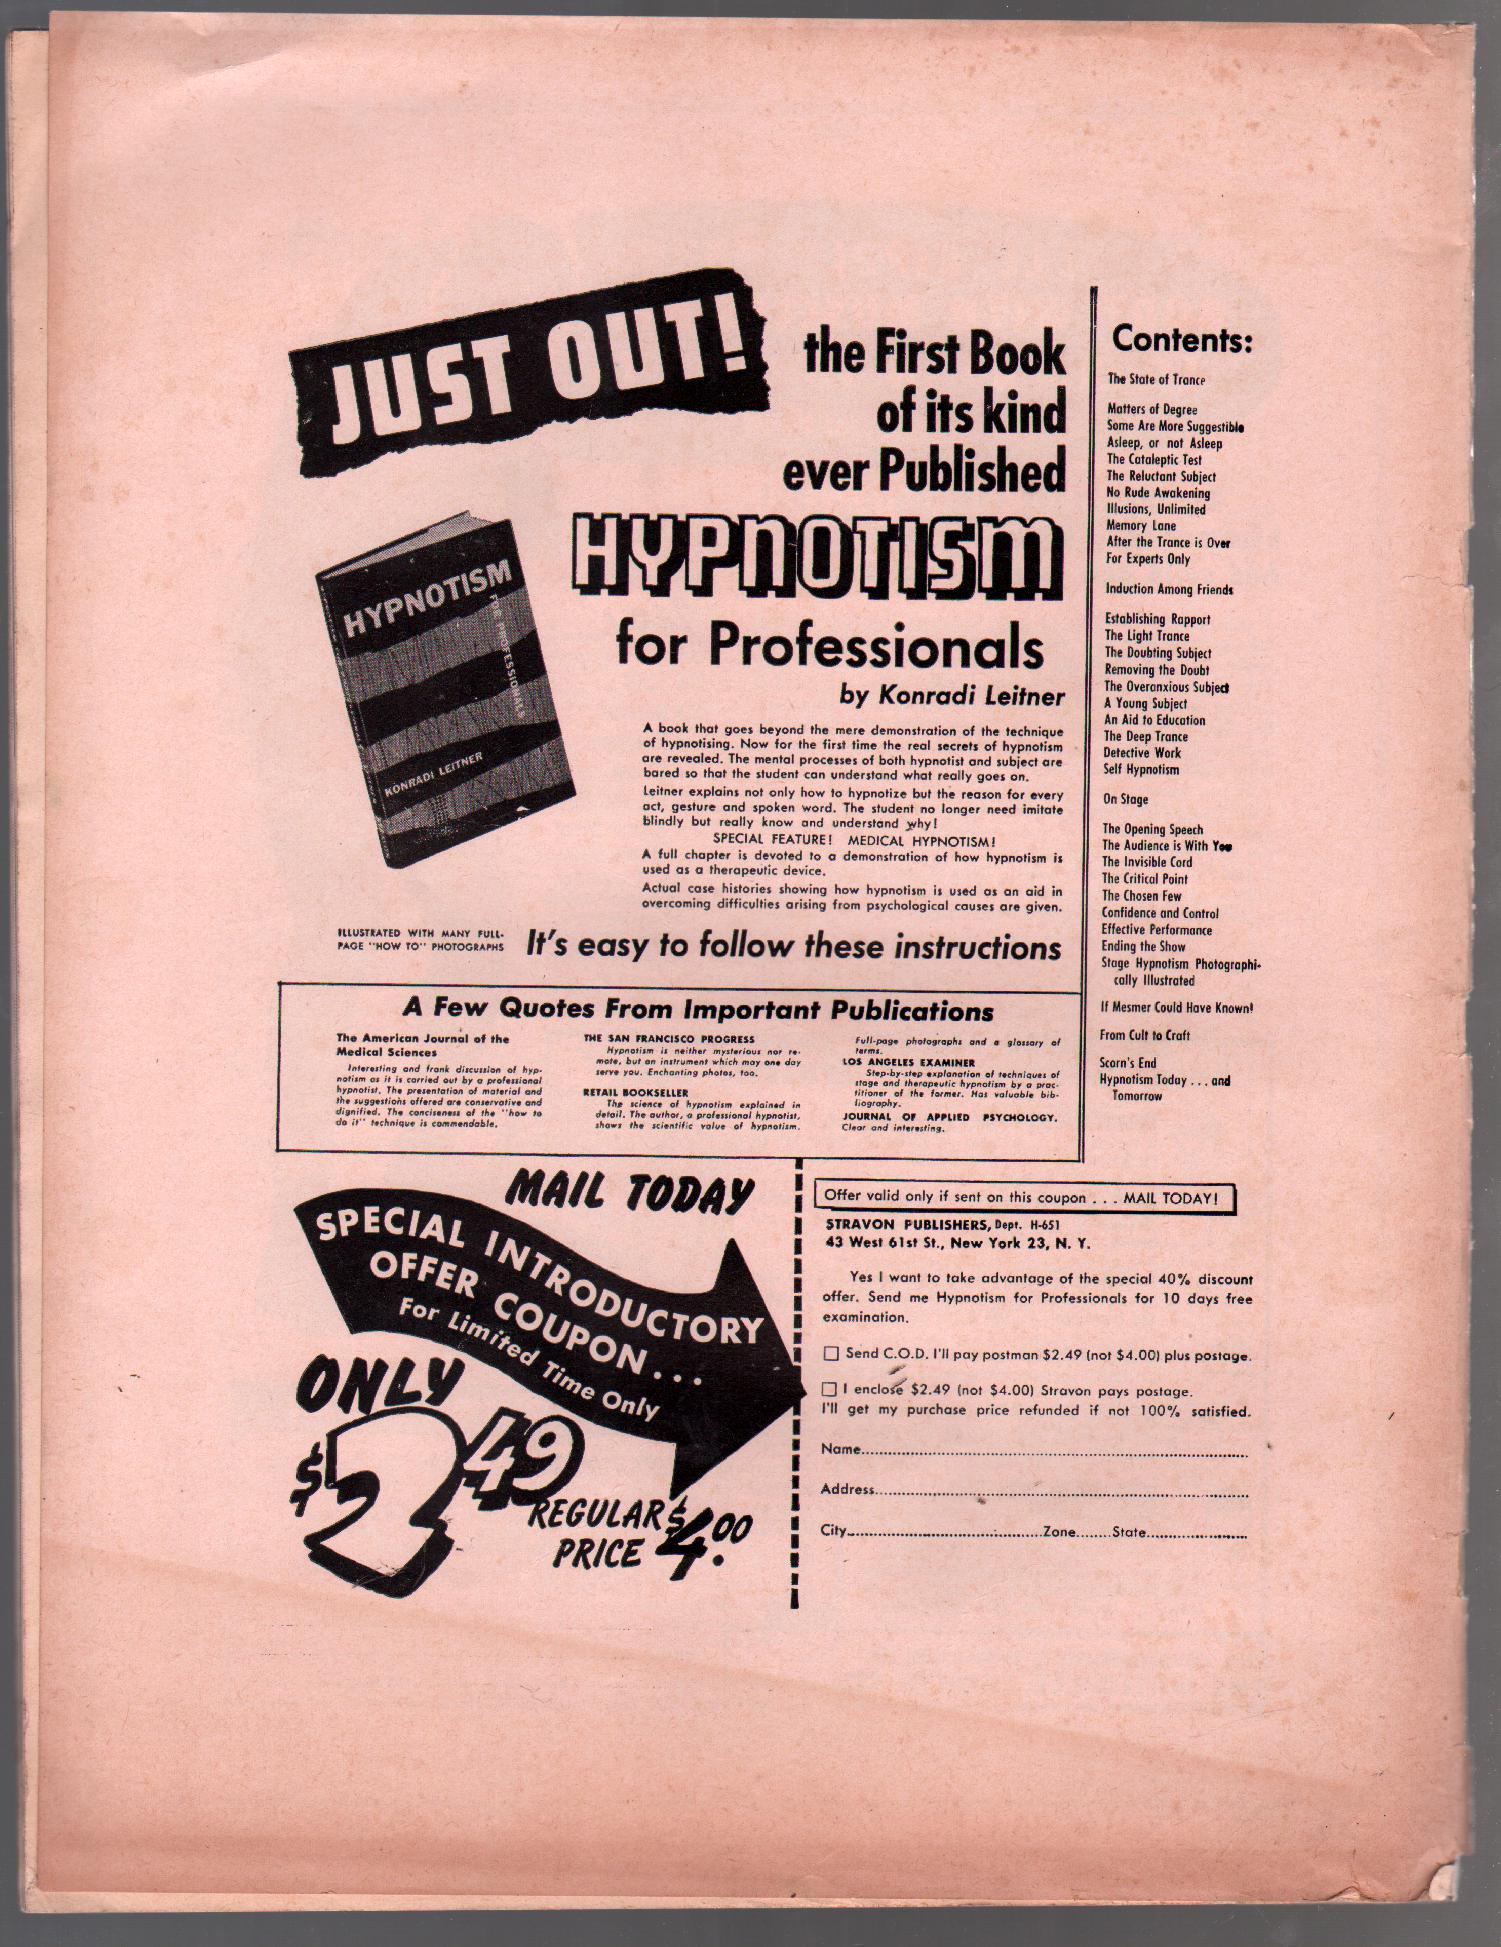 JUST OUT!
the First Book
of its kind
ever Published
HYPNOTISM
for Professionals
by Konradi Leitner
HYPNOTISM
FOR PROFESSIONALS
KONRADI LEITNER
A book that goes beyond the mere demonstration of the technique
of hypnotising. Now for the first time the real secrets of hypnotism
are revealed. The mental processes of both hypnotist and subject are
bared so that the student can understand what really goes on.
Leitner explains not only how to hypnotize but the reason for every
act, gesture and spoken word. The student no longer need imitate
blindly but really know and understand why!
SPECIAL FEATURE! MEDICAL HYPNOTISM!
A full chapter is devoted to a demonstration of how hypnotism is
used as a therapeutic device.
Actual case histories showing how hypnotism is used as an aid in
overcoming difficulties arising from psychological causes are given.
ILLUSTRATED WITH MANY FULL-
PAGE "HOW TO" PHOTOGRAPHS
It's easy to follow these instructions
Contents:
The State of Trance
Matters of Degree
Some Are More Suggestible
Asleep, or not Asleep
The Cataleptic Test
The Reluctant Subject
No Rude Awakening
Illusions, Unlimited
Memory Lane
After the Trance is Over
For Experts Only
Induction Among Friends
Establishing Rapport
The Light Trance
The Doubting Subject
Removing the Doubt
The Overanxious Subject
A Young Subject
An Aid to Education
The Deep Trance
Detective Work
Self Hypnotism
On Stage
The Opening Speech
The Audience is With You
The Invisible Cord
The Critical Point
The Chosen Few
Confidence and Control
Effective Performance
Ending the Show
Stage Hypnotism Photographi-
cally Illustrated
If Mesmer Could Have Known!
From Cult to Craft
Scorn's End
Hypnotism Today . . . and
Tomorrow
A Few Quotes From Important Publications
The American Journal of the
Medical Sciences
Interesting and frank discussion of hyp-
notism as it is carried out by a professional
hypnotist. The presentation of material and
the suggestions offered are conservative and
dignified. The conciseness of the "how to
do it" technique is commendable.
THE SAN FRANCISCO PROGRESS
Hypnotism is neither mysterious nor re-
mote, but an instrument which may one day
serve you. Enchanting photos, too.
RETAIL BOOKSELLER
The science of hypnotism explained in
detail. The author, a professional hypnotist,
shows the scientific value of hypnotism.
Full-page photographs and a glossary of
terms.
LOS ANGELES EXAMINER
Step-by-step explanation of techniques of
stage and therapeutic hypnotism by a prac-
titioner of the former. Has valuable bib-
liography.
JOURNAL OF APPLIED PSYCHOLOGY.
Clear and interesting.
MAIL TODAY
SPECIAL INTRODUCTORY
OFFER COUPON...
For Limited Time Only
ONLY
$2.49
REGULAR
PRICE $4.00
Offer valid only if sent on this coupon . . . MAIL TODAY!
STRAVON PUBLISHERS, Dept. H-651
43 West 61st St., New York 23, N. Y.
Yes I want to take advantage of the special 40% discount
offer. Send me Hypnotism for Professionals for 10 days free
examination.
Send C.O.D. I'll pay postman $2.49 (not $4.00) plus postage.
I enclose $2.49 (not $4.00) Stravon pays postage.
I'll get my purchase price refunded if not 100% satisfied.
Name
Address
City Zone State